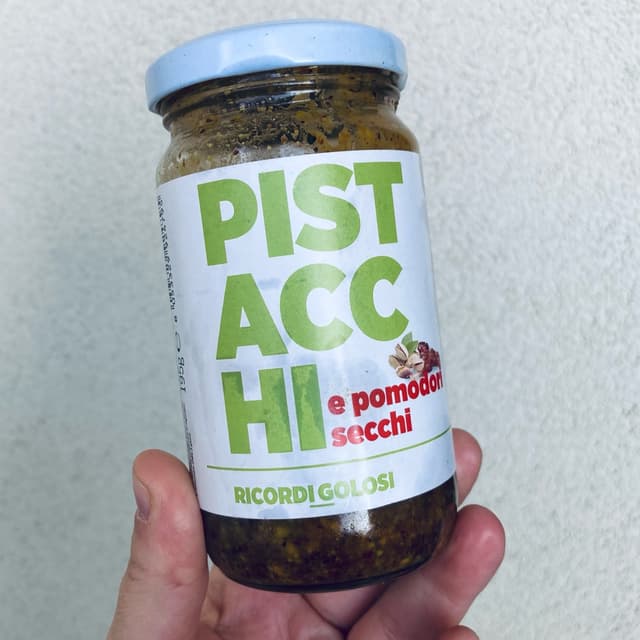 PIST
ACC
HI
e pomodori
secchi
RICORDI GOLOSI